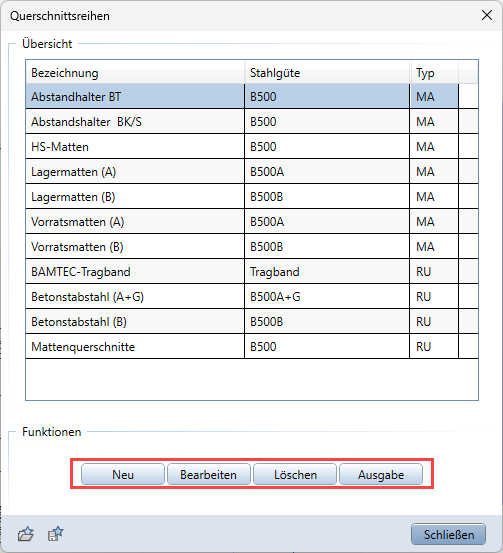 Querschnittsreihen
Übersicht
Bezeichnung Stahlgüte Typ
Abstandhalter BT B500 MA
Abstandshalter  BK/S B500 MA
HS-Matten B500 MA
Lagermatten (A) B500A MA
Lagermatten (B) B500B MA
Vorratsmatten (A) B500A MA
Vorratsmatten (B) B500B MA
BAMTEC-Tragband Tragband RU
Betonstabstahl (A+G) B500A+G RU
Betonstabstahl (B) B500B RU
Mattenquerschnitte B500 RU
Funktionen
Neu Bearbeiten Löschen Ausgabe
Schließen